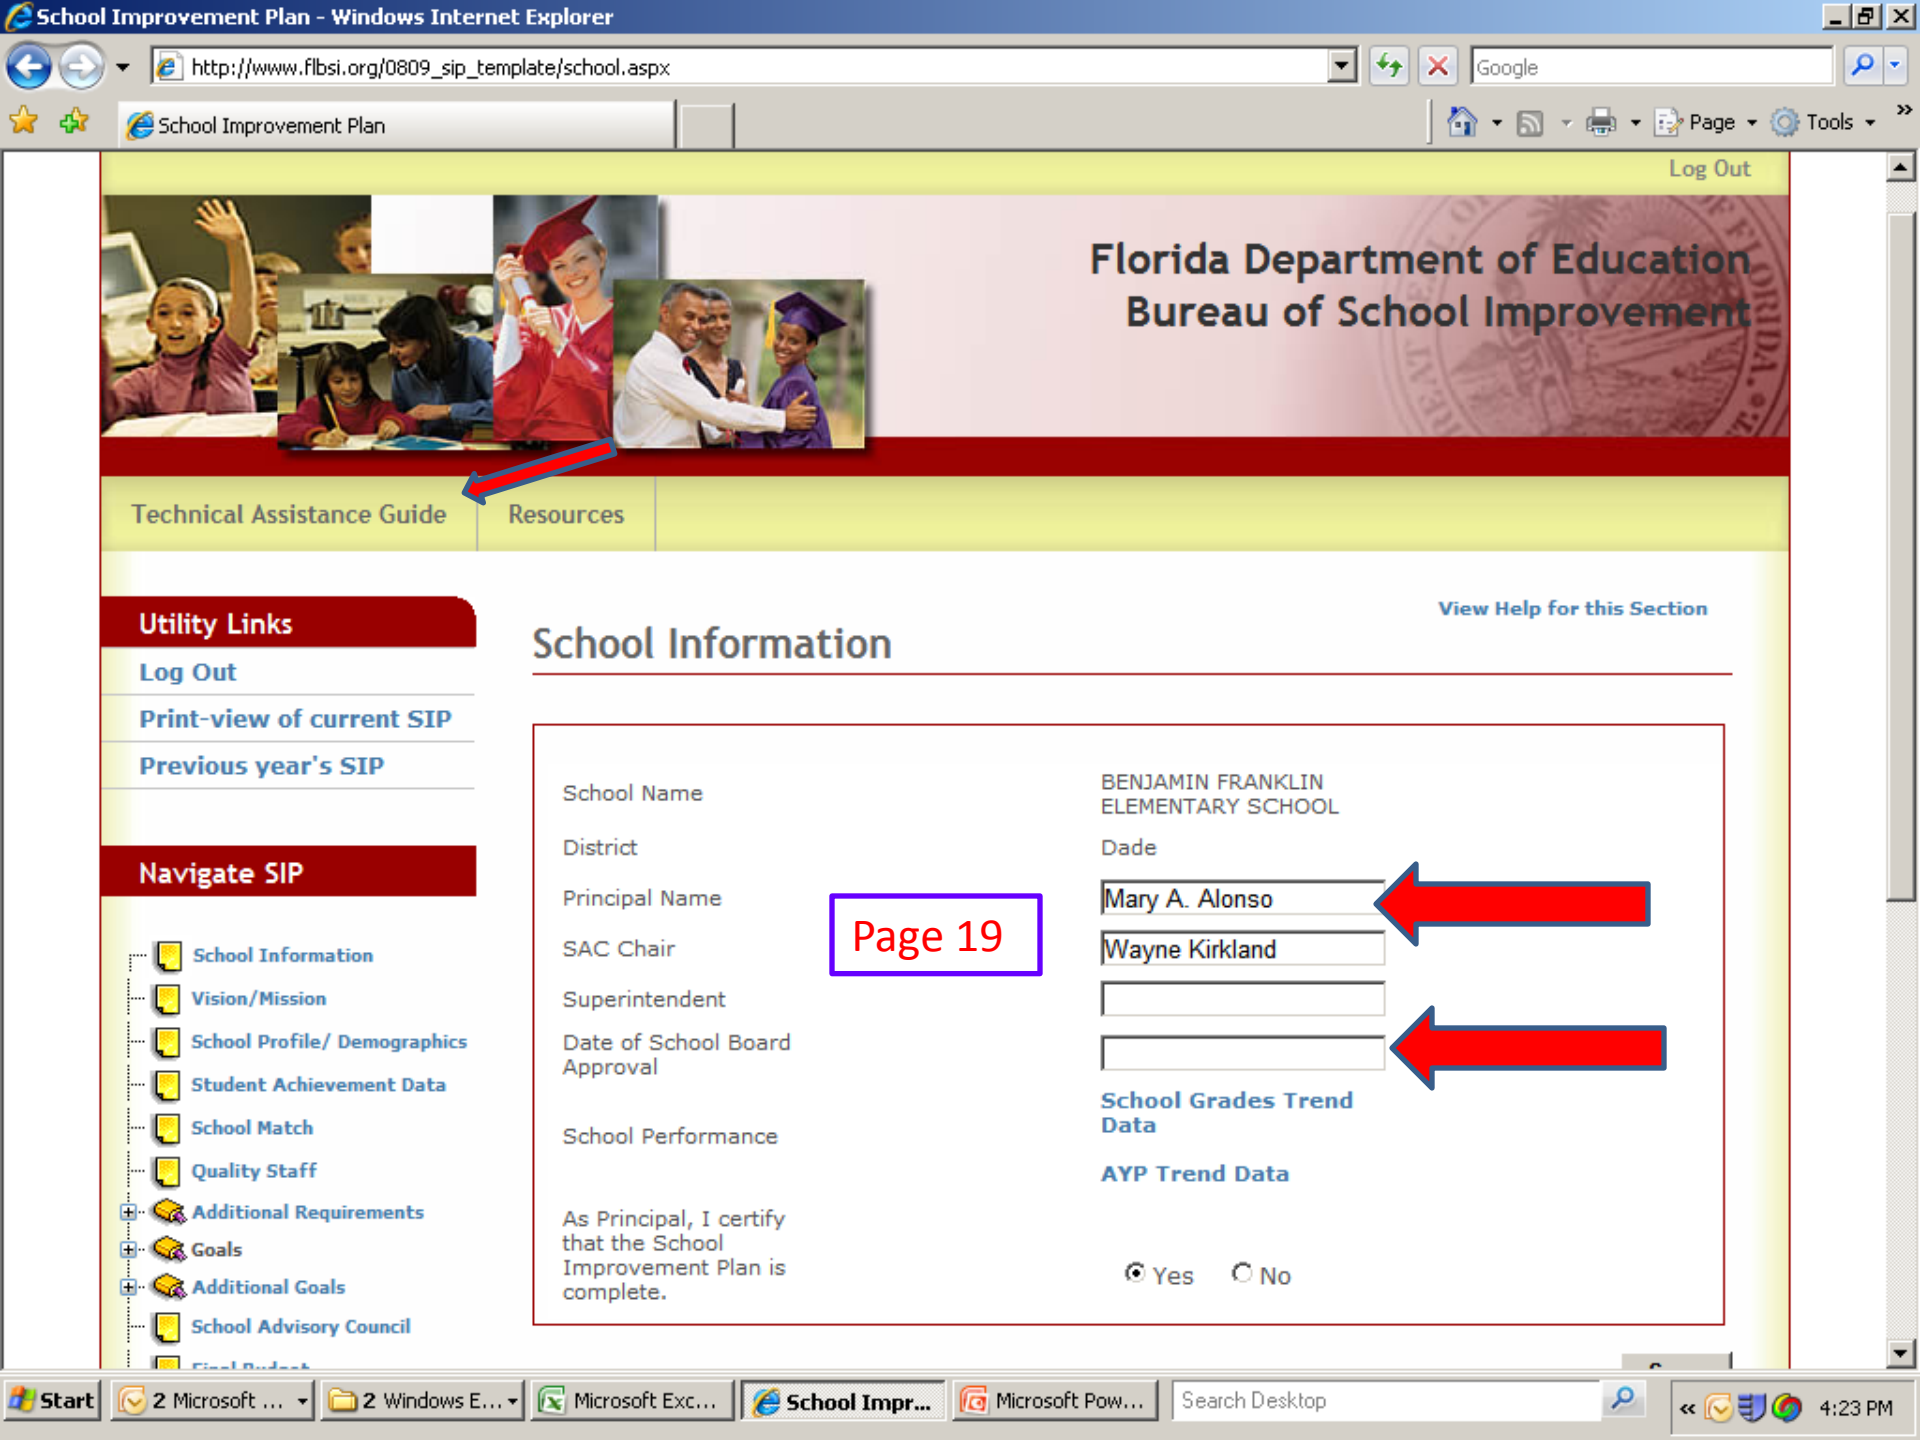 School Improvement Plan - Windows Internet Explorer
http://www.flbsi.org/0809_sip_template/school.aspx
Google
School Improvement Plan
Page
Tools
»
Log Out
Florida Department of Education
Bureau of School Improvement
Technical Assistance Guide
Resources
Utility Links
Log Out
Print-view of current SIP
Previous year's SIP
Navigate SIP
School Information
Vision/Mission
School Profile/ Demographics
Student Achievement Data
School Match
Quality Staff
Additional Requirements
Goals
Additional Goals
School Advisory Council
Final Budget
View Help for this Section
School Information
School Name
BENJAMIN FRANKLIN
ELEMENTARY SCHOOL
District
Dade
Principal Name
Mary A. Alonso
Page 19
SAC Chair
Wayne Kirkland
Superintendent
Date of School Board
Approval
School Performance
School Grades Trend
Data
AYP Trend Data
As Principal, I certify
that the School
Improvement Plan is
complete.
Yes
No
Start
2 Microsoft ...
2 Windows E...
Microsoft Exc...
School Impr...
Microsoft Pow...
Search Desktop
«
4:23 PM